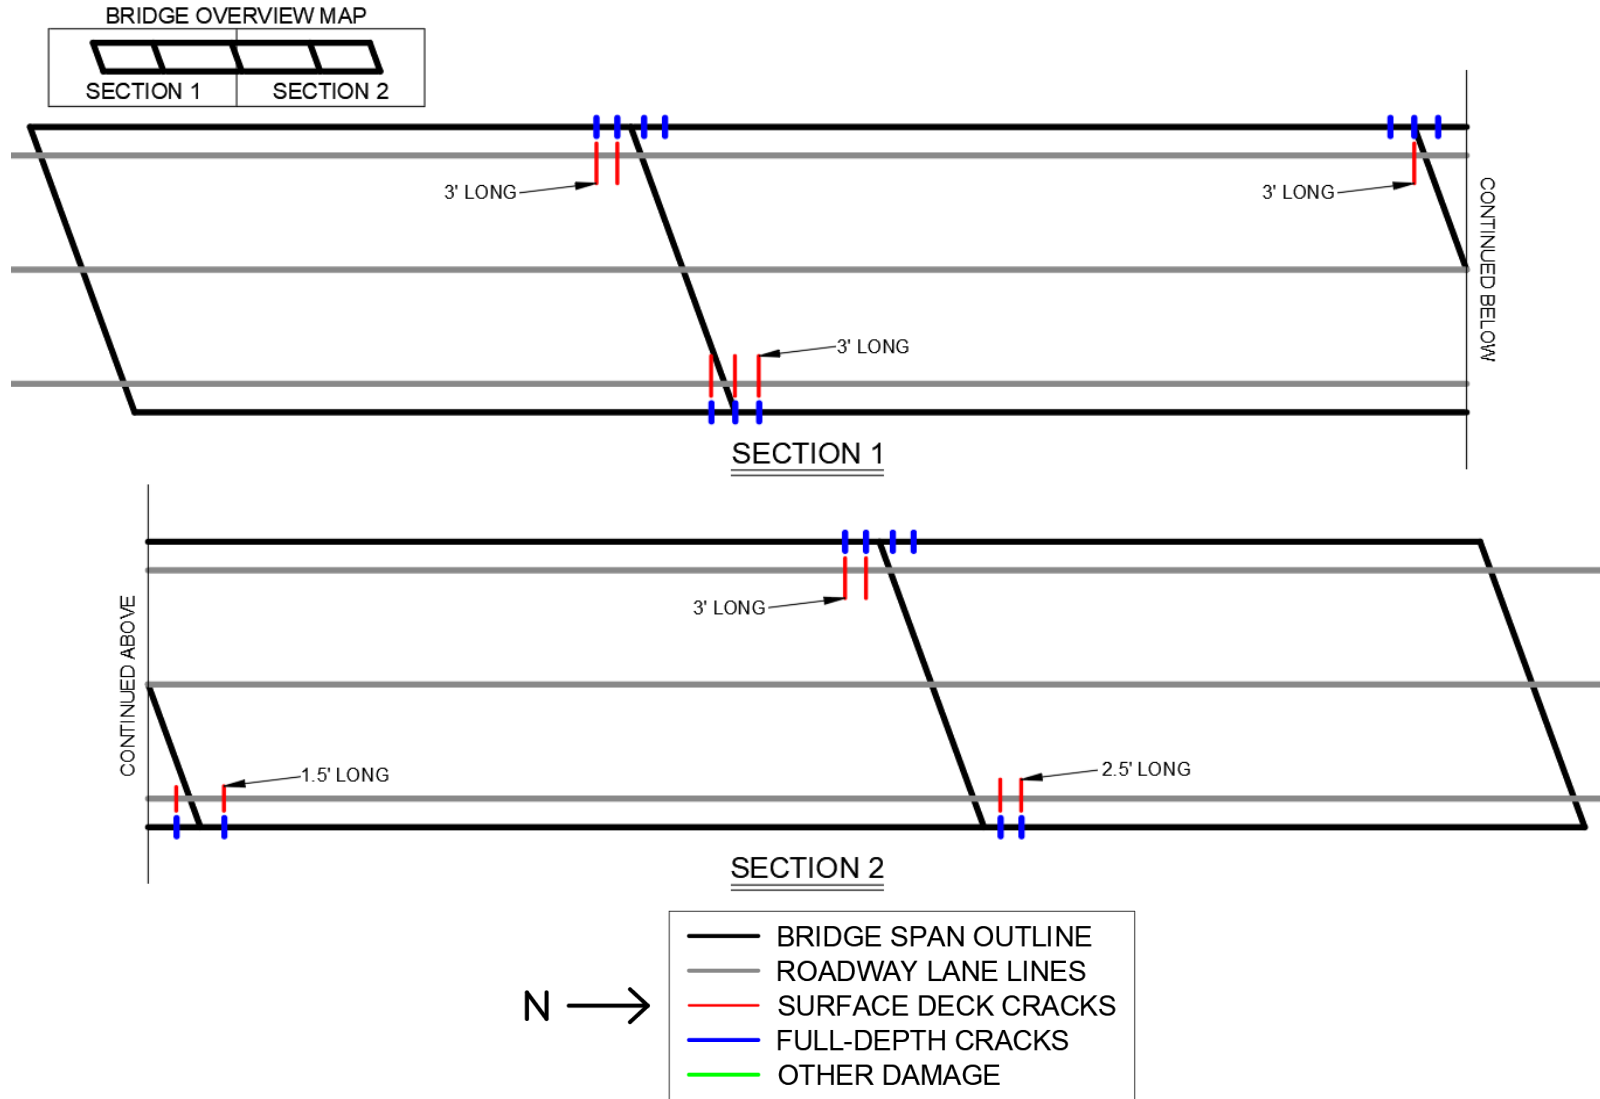 BRIDGE OVERVIEW MAP
SECTION 1
SECTION 2
3' LONG
3' LONG
CONTINUED BELOW
3' LONG
SECTION 1
CONTINUED ABOVE
3' LONG
1.5' LONG
2.5' LONG
SECTION 2
N
BRIDGE SPAN OUTLINE
ROADWAY LANE LINES
SURFACE DECK CRACKS
FULL-DEPTH CRACKS
OTHER DAMAGE